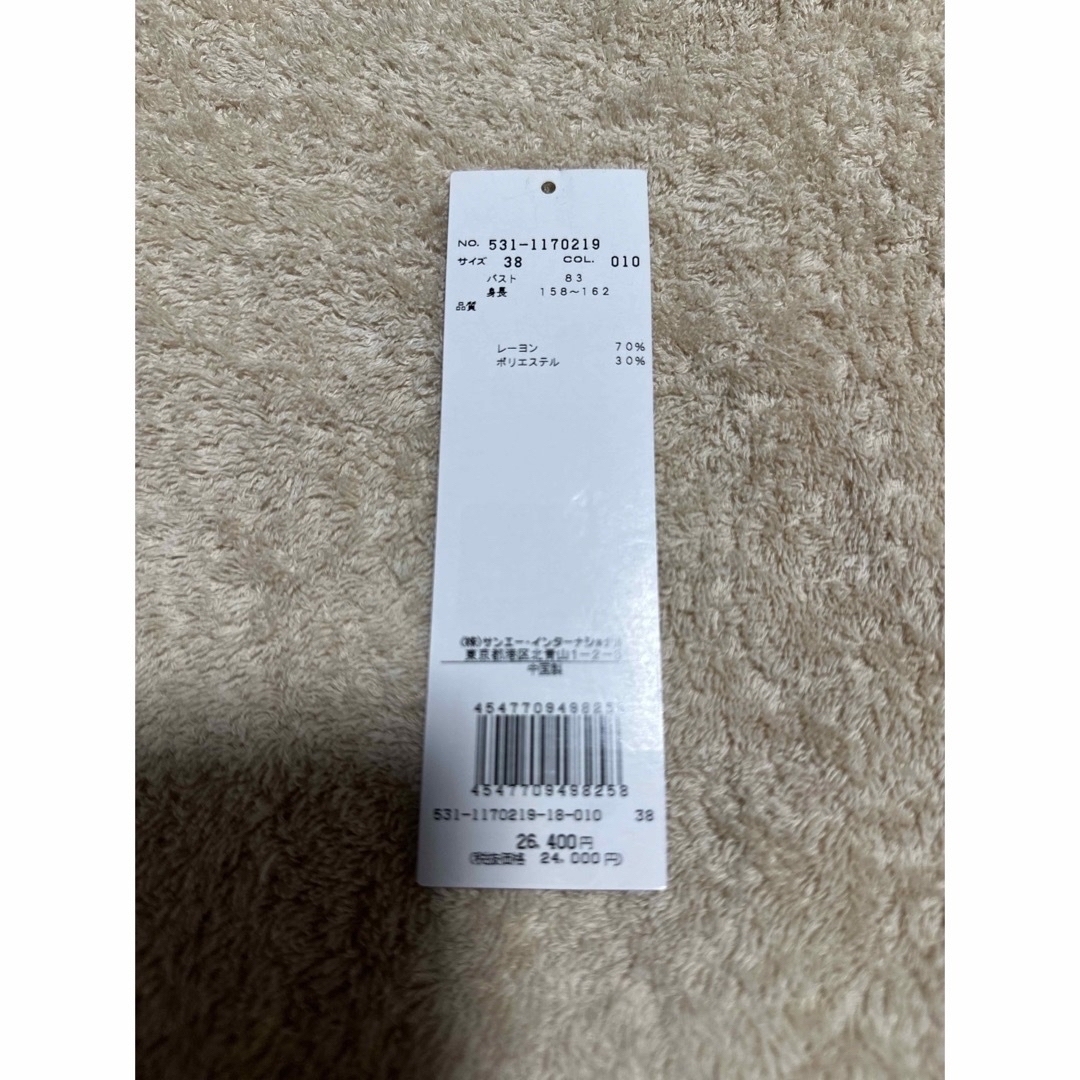 NO. 531-1170219
サイズ 38 COL. 010
バスト 83
身長 158～162
品質
レーヨン 70%
ポリエステル 30%
(株)サンエー・インターナショナル
東京都港区北青山1-2-3
中国製
4547709498258
4547709498258
531-1170219-18-010 38
26,400円
(税抜価格 24,000円)